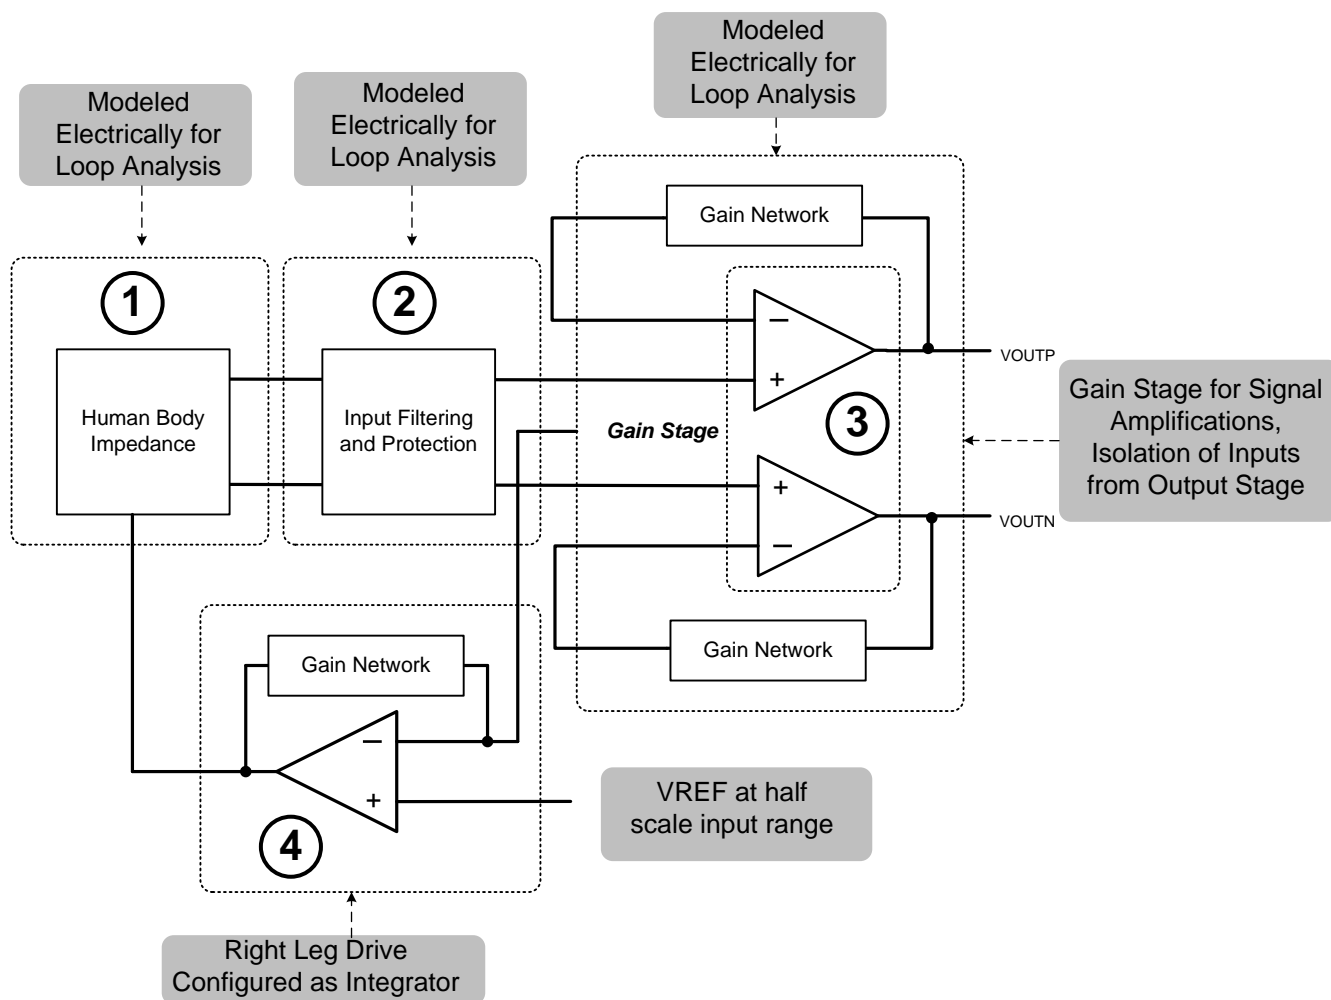 Modeled
Electrically for
Loop Analysis
Modeled
Electrically for
Loop Analysis
Modeled
Electrically for
Loop Analysis
1
2
Gain Network
Human Body
Impedance
Input Filtering
and Protection
Gain Stage
−
+
3
+
−
VOUTP
VOUTN
Gain Stage for Signal
Amplifications,
Isolation of Inputs
from Output Stage
Gain Network
Gain Network
−
+
4
VREF at half
scale input range
Right Leg Drive
Configured as Integrator